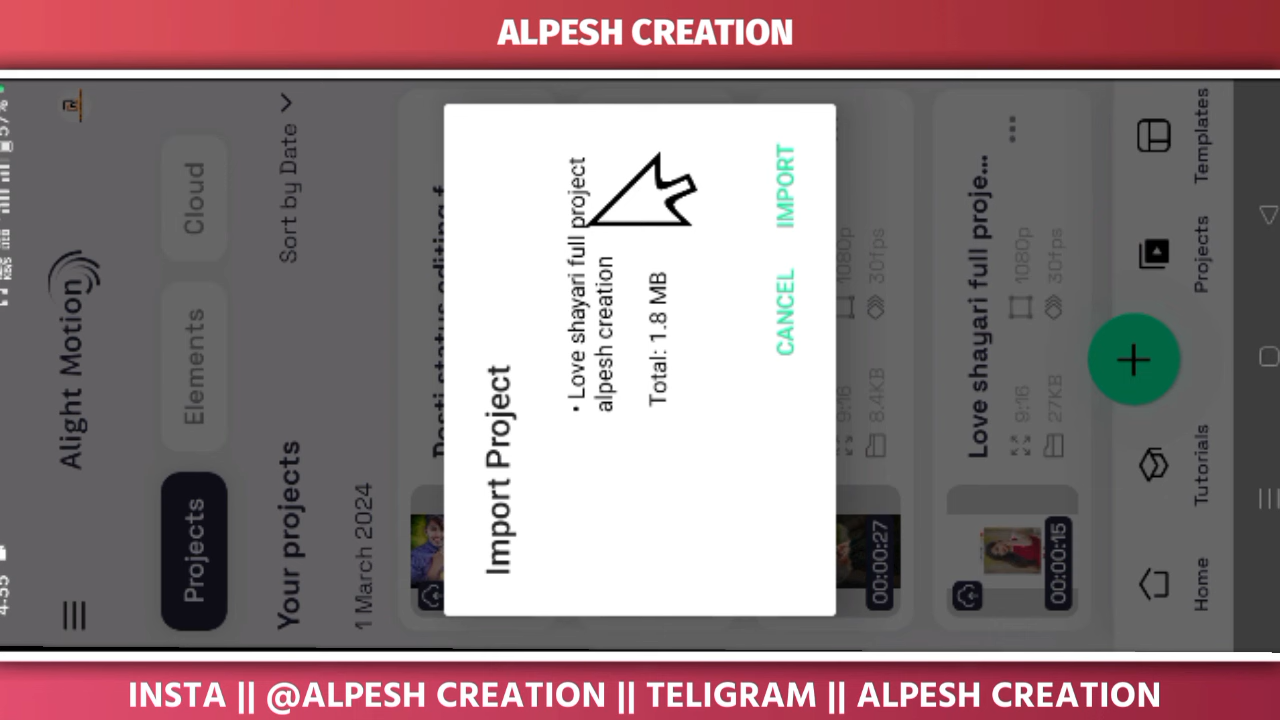 ALPESH CREATION
4:55
57%
Alight Motion
Projects
Elements
Cloud
Your projects
Sort by Date
1 March 2024
Import Project
• Love shayari full project
alpesh creation
Total: 1.8 MB
CANCEL
IMPORT
1080p
9:16
30fps
8.4KB
00:00:27
Love shayari full proje...
9:16
1080p
27KB
30fps
00:00:15
Home
Tutorials
Projects
Templates
INSTA || @ALPESH CREATION || TELIGRAM || ALPESH CREATION